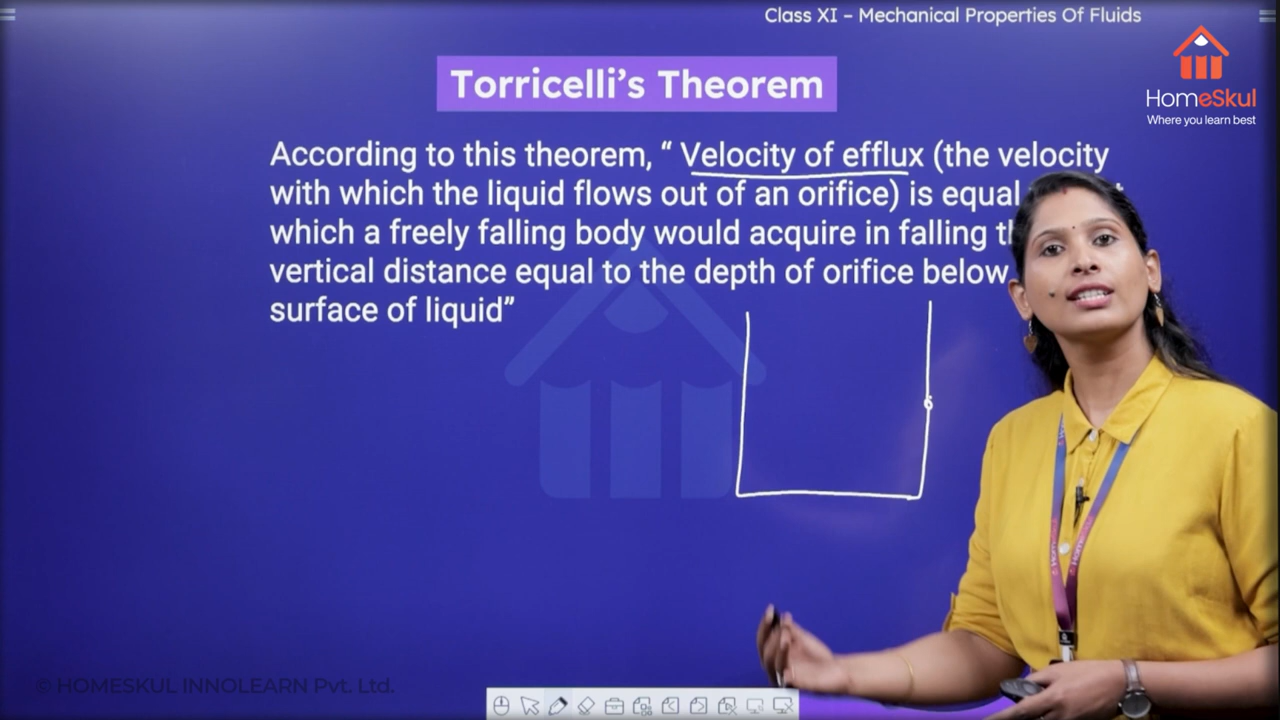 Class XI – Mechanical Properties Of Fluids
HomeSkul
Where you learn best
Torricelli's Theorem
According to this theorem, “ Velocity of efflux (the velocity
with which the liquid flows out of an orifice) is equal
which a freely falling body would acquire in falling
vertical distance equal to the depth of orifice below
surface of liquid”
© HOMESKUL INNOLEARN Pvt. Ltd.